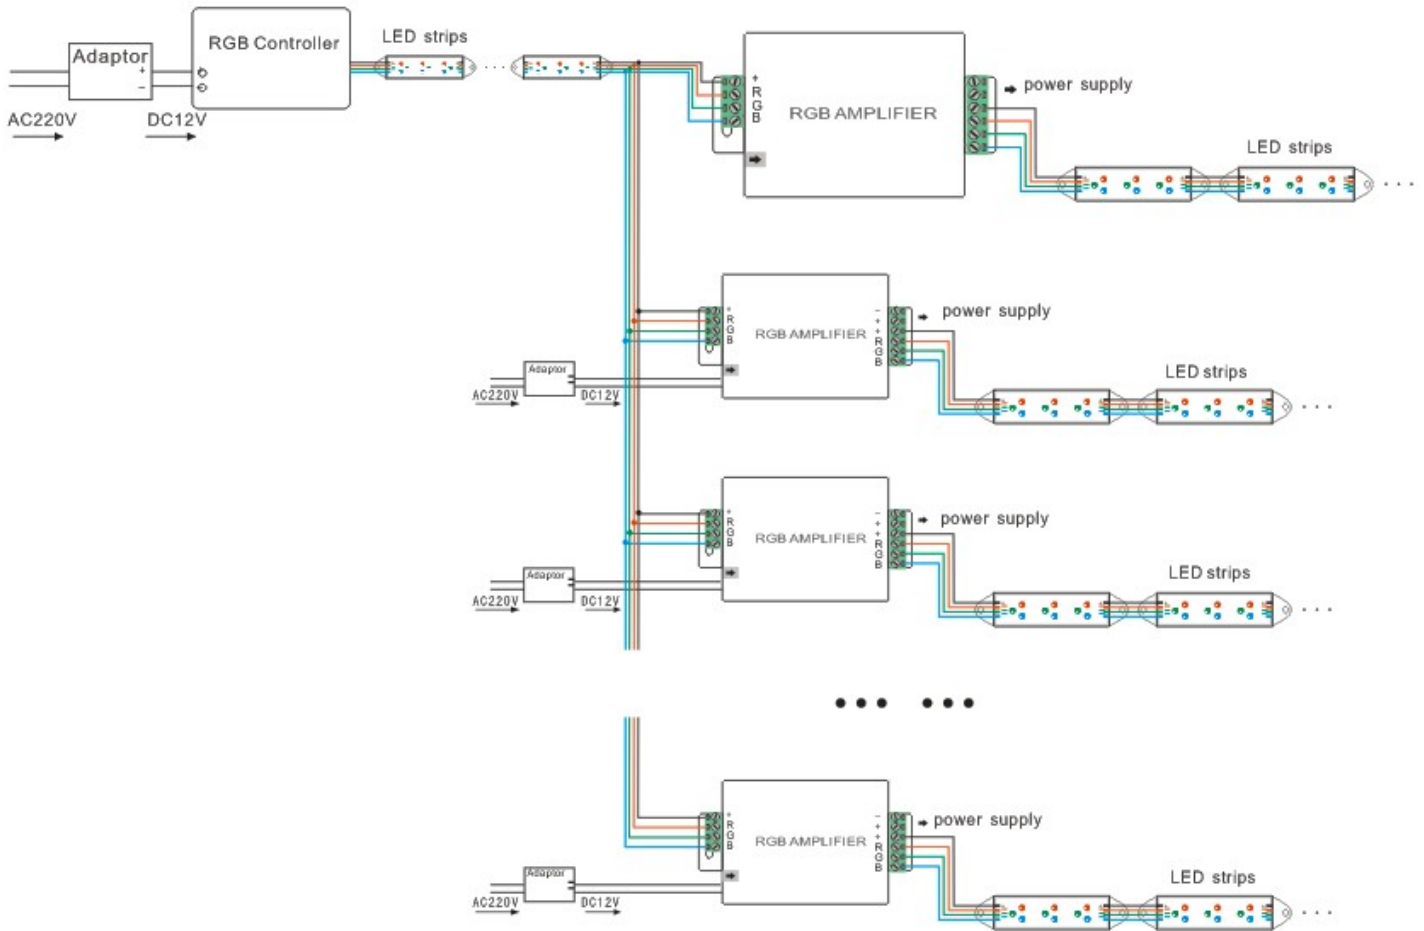 Adaptor
+
−
AC220V
DC12V
RGB Controller
LED strips
+
R
G
B
RGB AMPLIFIER
power supply
LED strips
+
R
G
B
RGB AMPLIFIER
−
+
+
R
G
B
power supply
Adaptor
AC220V
DC12V
LED strips
+
R
G
B
RGB AMPLIFIER
−
+
+
R
G
B
power supply
Adaptor
AC220V
DC12V
LED strips
+
R
G
B
RGB AMPLIFIER
−
+
+
R
G
B
power supply
Adaptor
AC220V
DC12V
LED strips